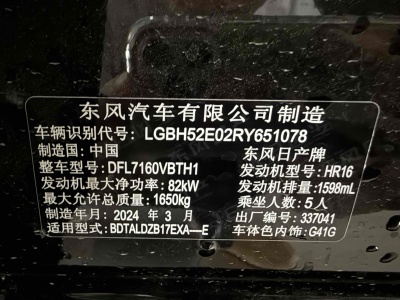 东风汽车有限公司制造
车辆识别代号: LGBH52E02RY651078
制造国: 中国 东风日产牌
整车型号: DFL7160VBTH1 发动机型号: HR16
发动机最大净功率: 82kW 发动机排量: 1598mL
最大允许总质量: 1650kg 乘坐人数: 5人
制造年月: 2024 年 3 月 出厂编号: 337041
适用型式: BDTALDZB17EXA—E 车体色内饰: G41G